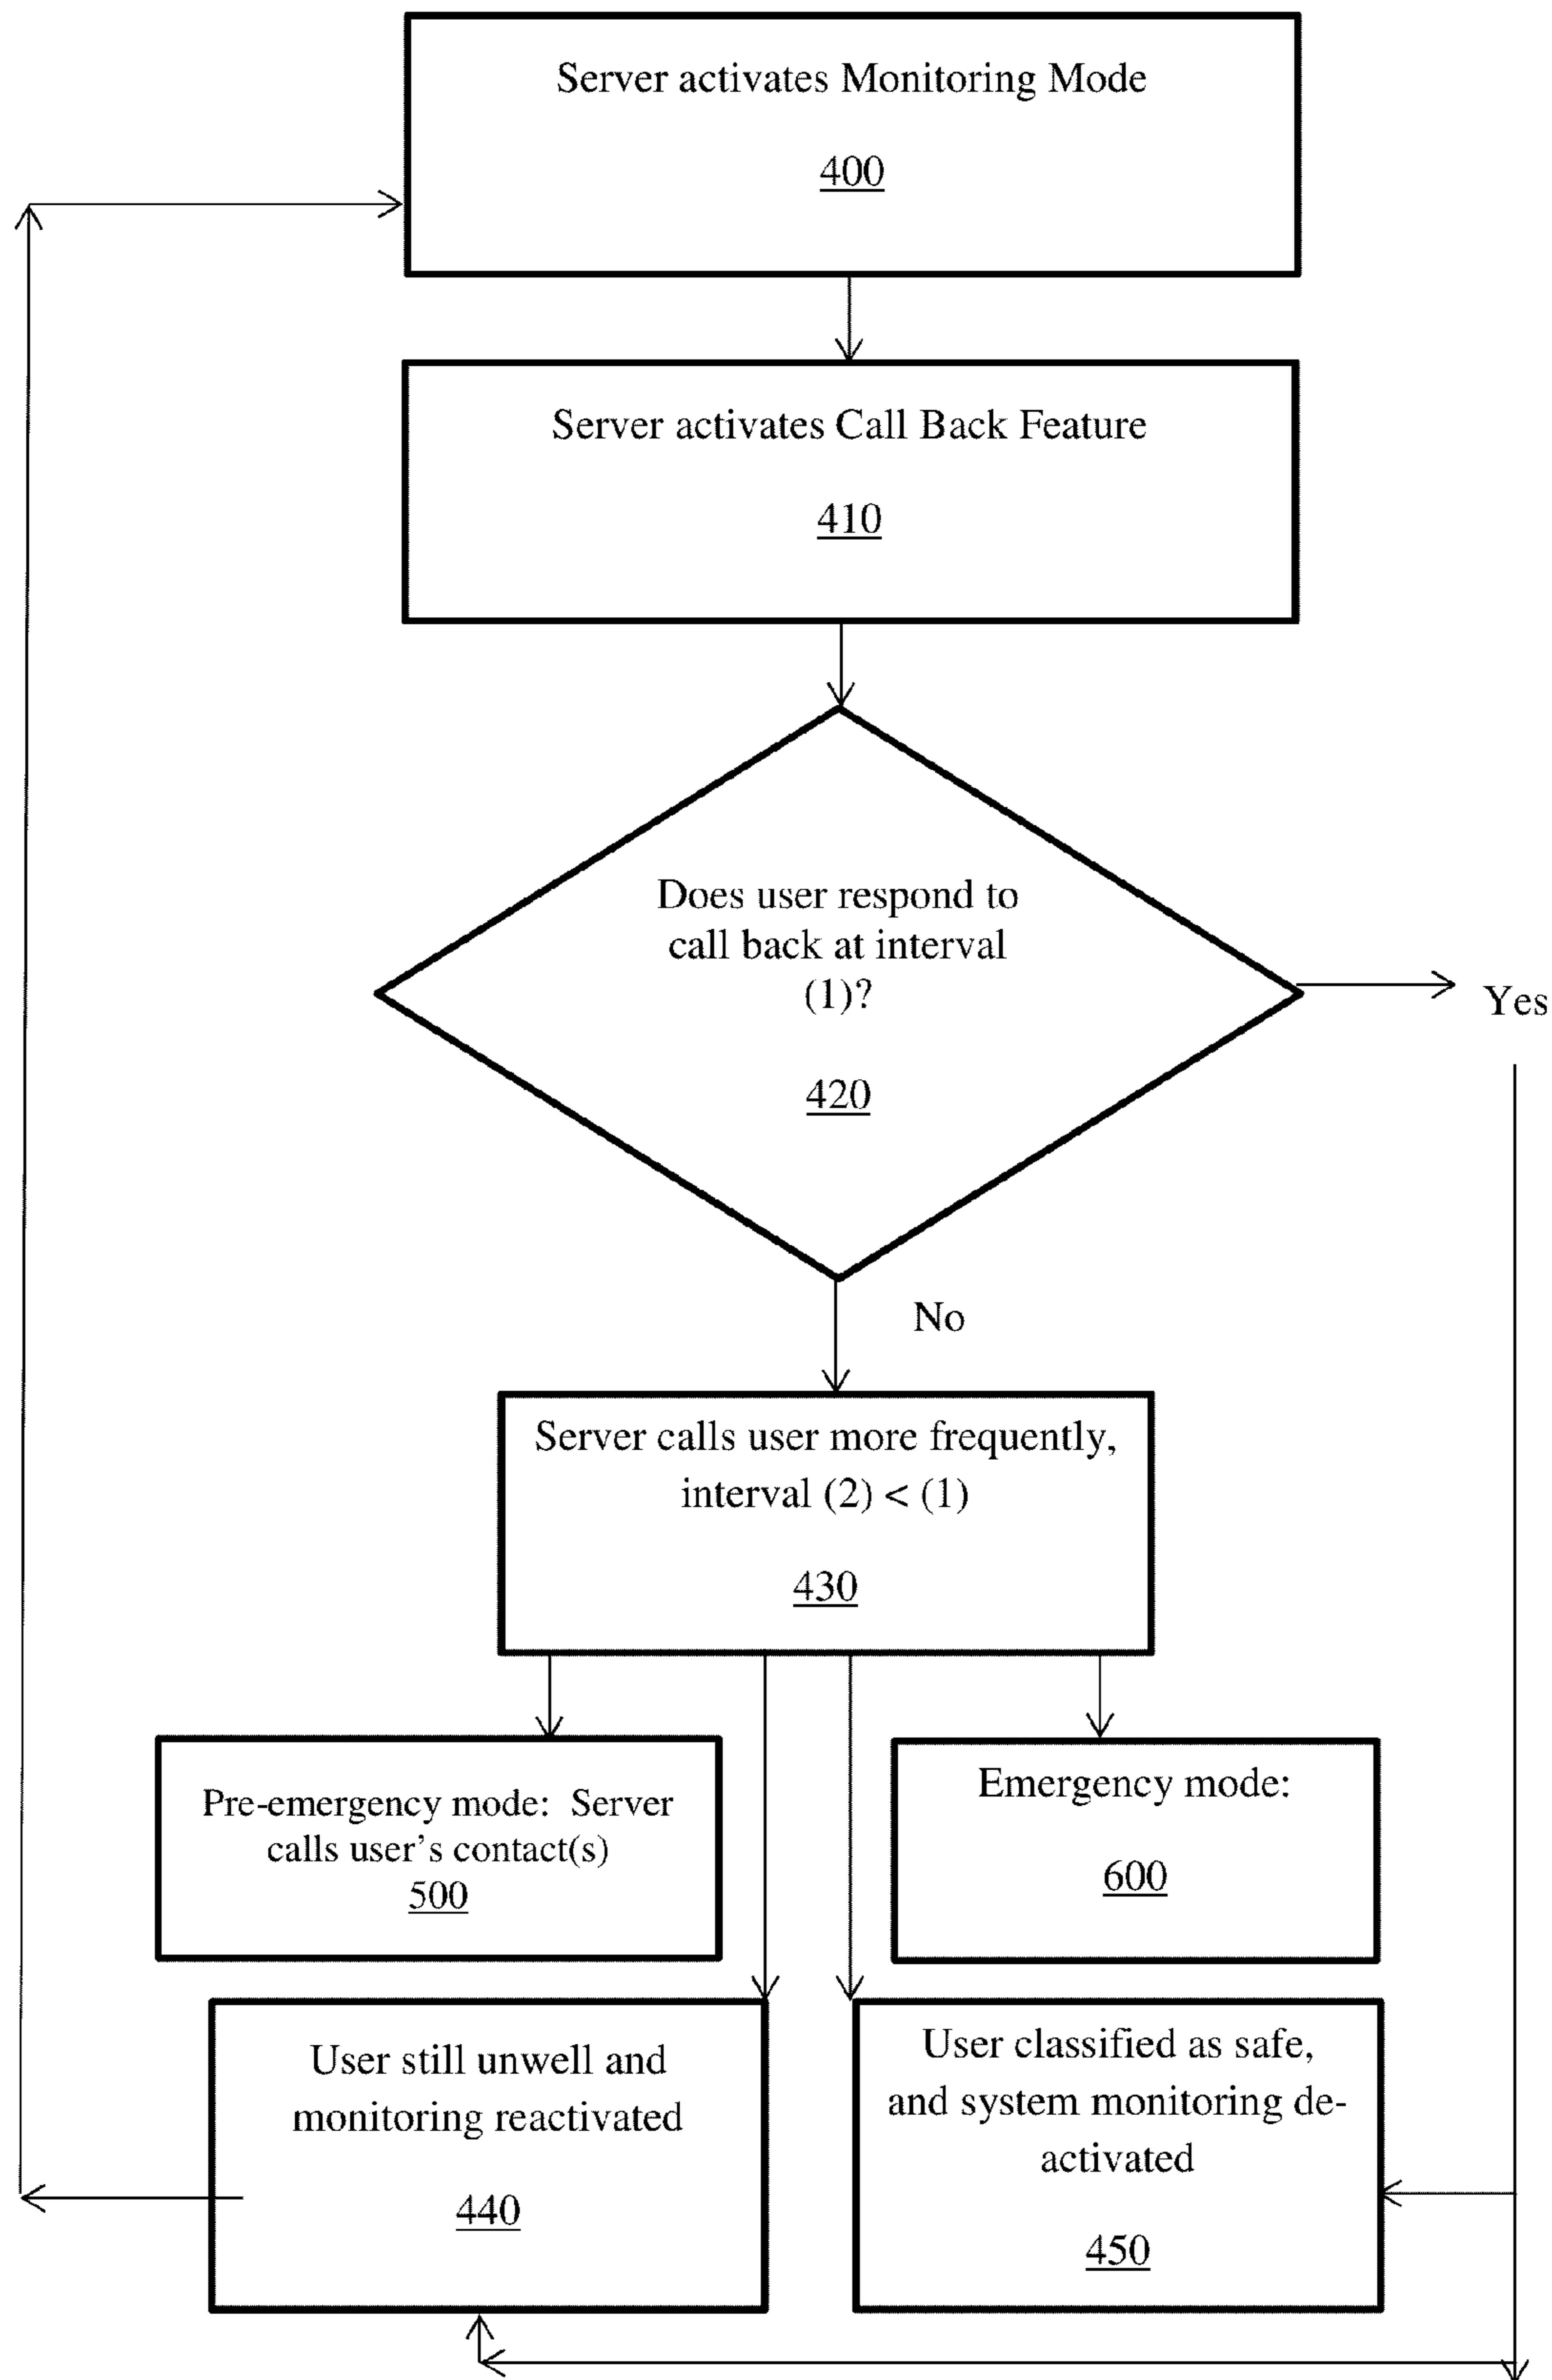 Server activates Monitoring Mode
400
Server activates Call Back Feature
410
Does user respond to
call back at interval
(1)?
420
Yes
No
Server calls user more frequently,
interval (2) < (1)
430
Pre-emergency mode: Server
calls user’s contact(s)
500
Emergency mode:
600
User still unwell and
monitoring reactivated
440
User classified as safe,
and system monitoring de-
activated
450